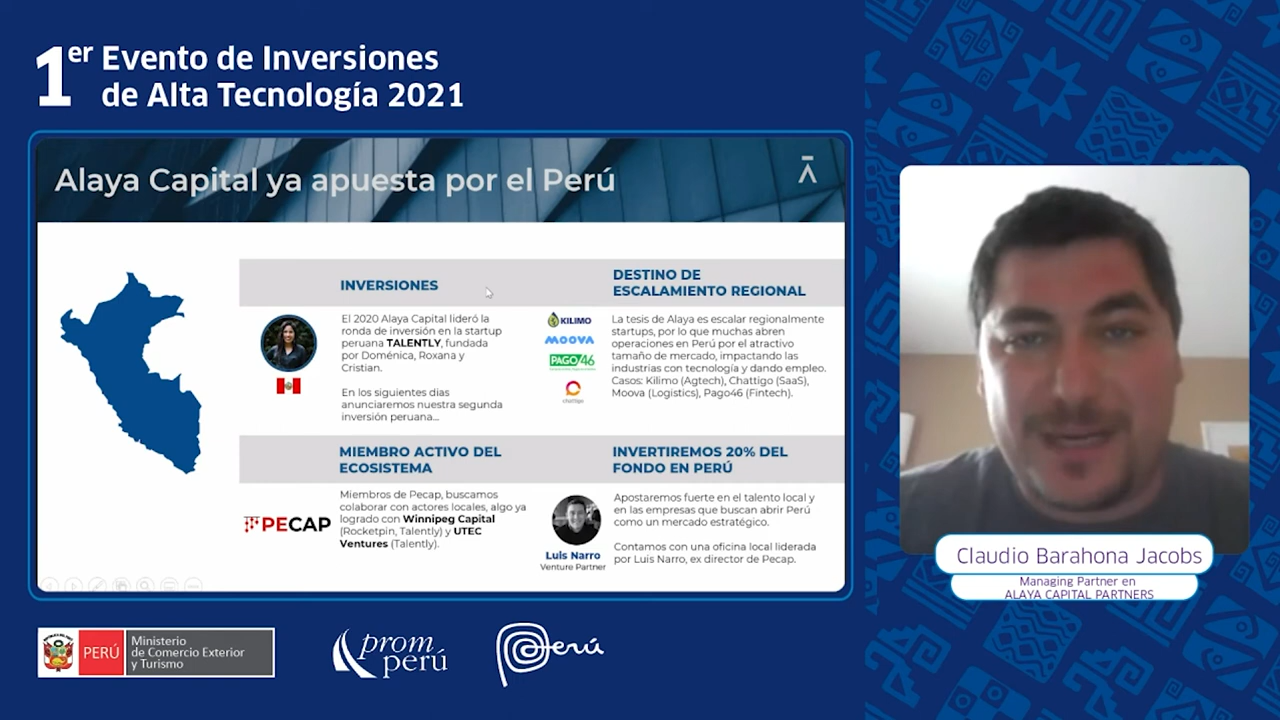 1er Evento de Inversiones
de Alta Tecnología 2021
Alaya Capital ya apuesta por el Perú
INVERSIONES
El 2020 Alaya Capital lideró la
ronda de inversión en la startup
peruana TALENTLY, fundada
por Doménica, Roxana y
Cristian.
En los siguientes días
anunciaremos nuestra segunda
inversión peruana...
DESTINO DE
ESCALAMIENTO REGIONAL
KILIMO
MOOVA
PAGO46
chattigo
La tesis de Alaya es escalar regionalmente
startups, por lo que muchas abren
operaciones en Perú por el atractivo
tamaño de mercado, impactando las
industrias con tecnología y dando empleo.
Casos: Kilimo (Agtech), Chattigo (SaaS),
Moova (Logistics), Pago46 (Fintech).
MIEMBRO ACTIVO DEL
ECOSISTEMA
PECAP
Miembros de Pecap, buscamos
colaborar con actores locales, algo ya
logrado con Winnipeg Capital
(Rocketpin, Talently) y UTEC
Ventures (Talently).
INVERTIREMOS 20% DEL
FONDO EN PERÚ
Luis Narro
Venture Partner
Apostaremos fuerte en el talento local y
en las empresas que buscan abrir Perú
como un mercado estratégico.
Contamos con una oficina local liderada
por Luis Narro, ex director de Pecap.
Claudio Barahona Jacobs
Managing Partner en
ALAYA CAPITAL PARTNERS
PERÚ
Ministerio
de Comercio Exterior
y Turismo
prom
perú
Perú